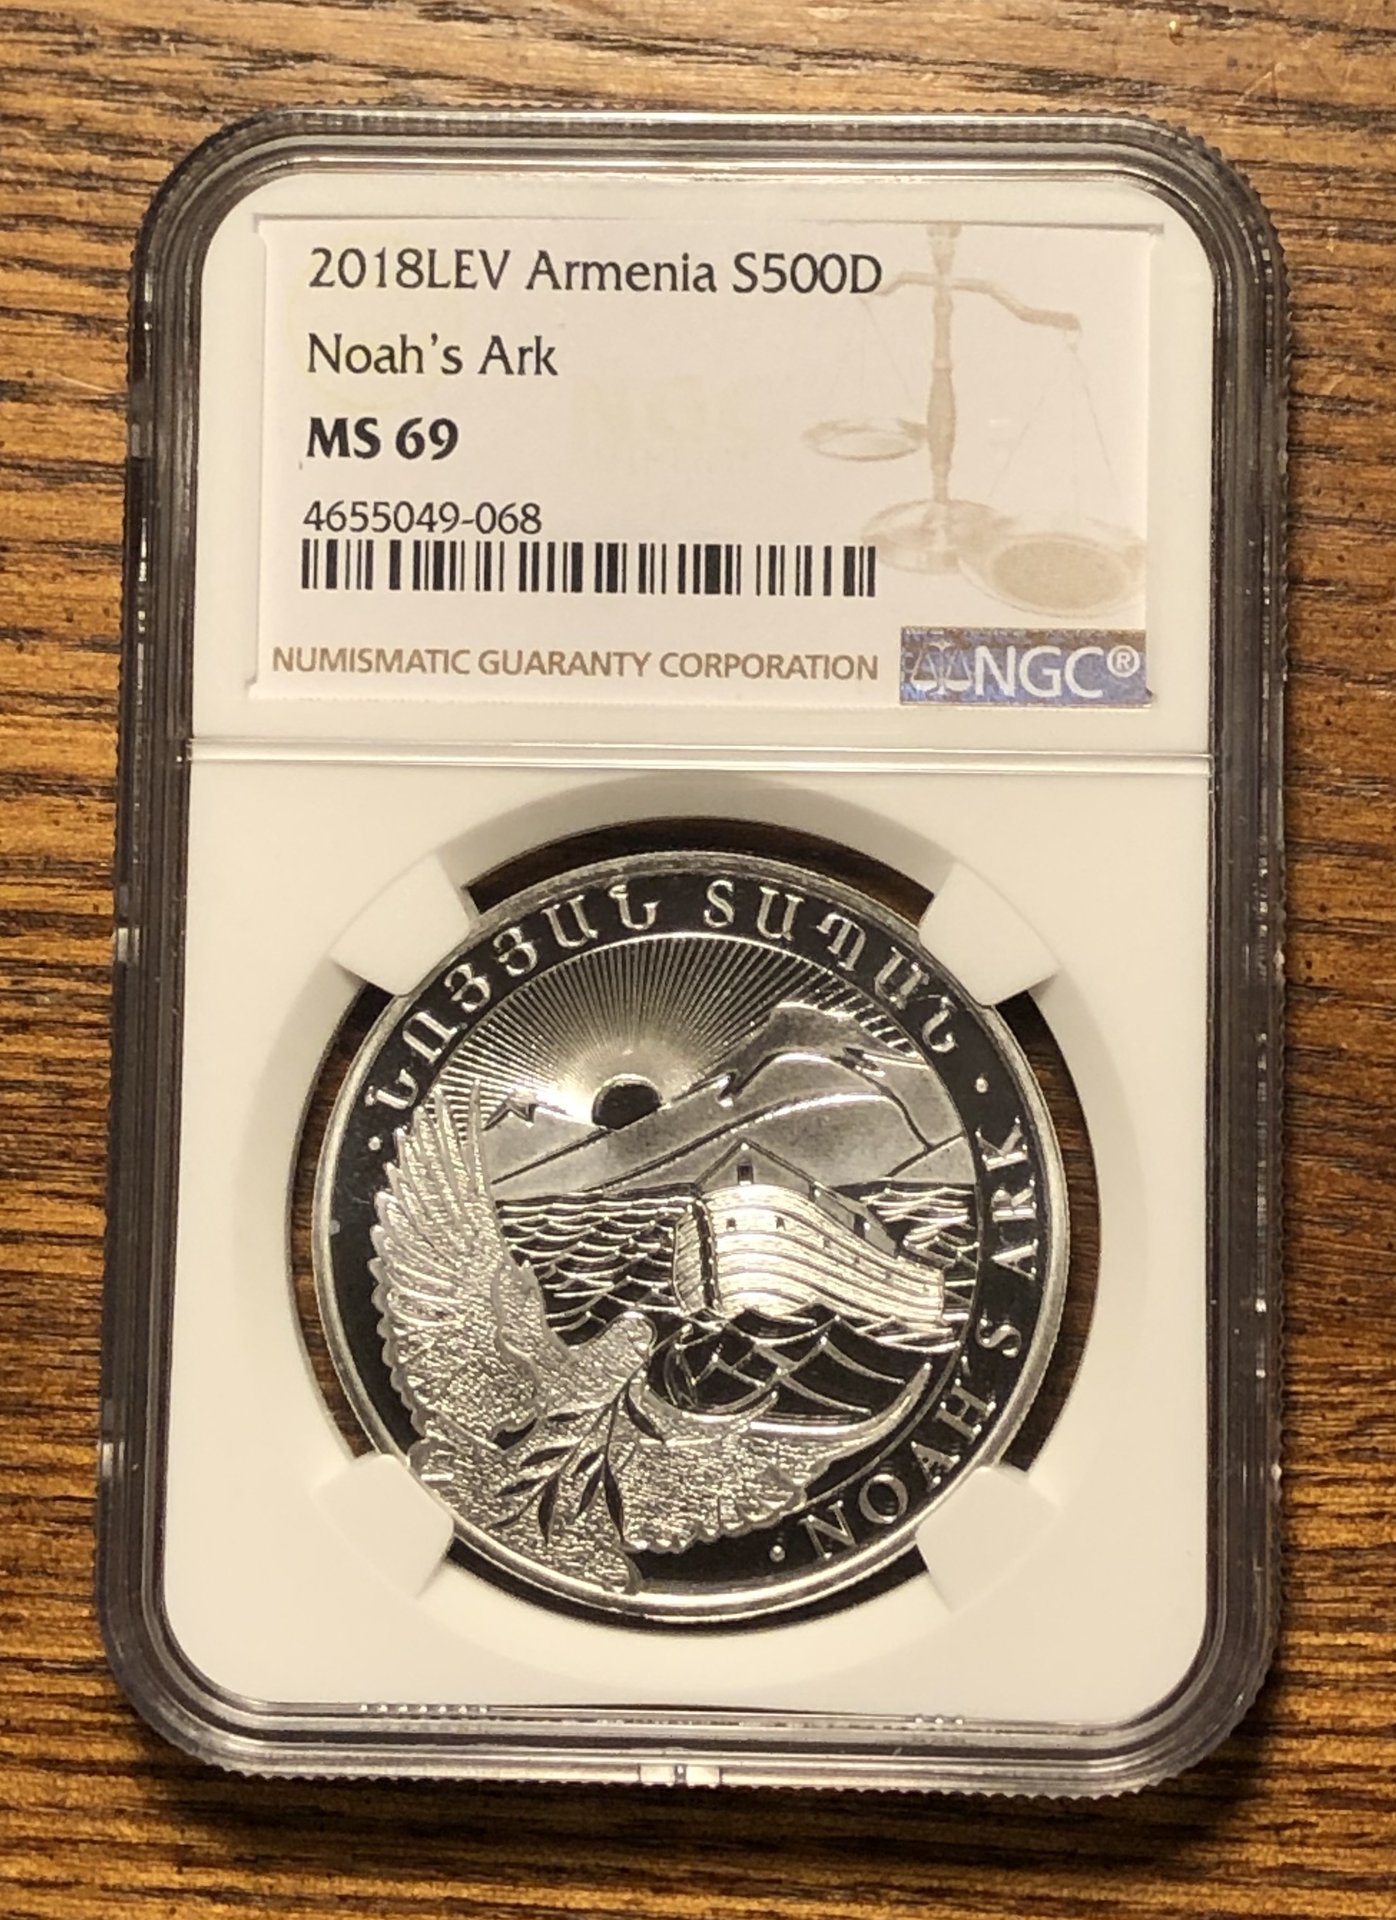 2018LEV Armenia S500D
Noah's Ark
MS 69
4655049-068
NUMISMATIC GUARANTY CORPORATION
NGC®
ՆՈՅՅԱՆ ՏԱՊԱՆ
NOAH'S ARK